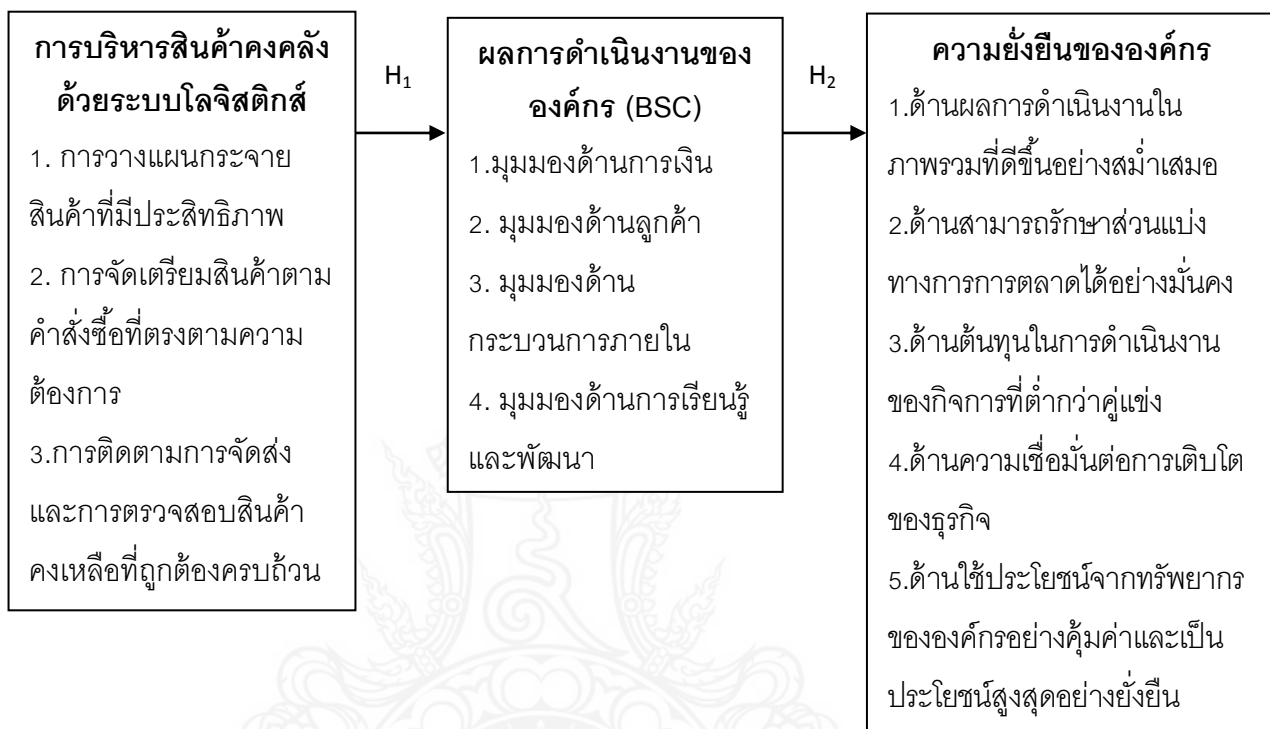 การบริหารสินค้าคงคลัง
ด้วยระบบโลจิสติกส์
1. การวางแผนกระจาย
สินค้าที่มีประสิทธิภาพ
2. การจัดเตรียมสินค้าตาม
คำสั่งซื้อที่ตรงตามความ
ต้องการ
3.การติดตามการจัดส่ง
และการตรวจสอบสินค้า
คงเหลือที่ถูกต้องครบถ้วน
H₁
ผลการดำเนินงานของ
องค์กร (BSC)
1.มุมมองด้านการเงิน
2. มุมมองด้านลูกค้า
3. มุมมองด้าน
กระบวนการภายใน
4. มุมมองด้านการเรียนรู้
และพัฒนา
H₂
ความยั่งยืนขององค์กร
1.ด้านผลการดำเนินงานใน
ภาพรวมที่ดีขึ้นอย่างสม่ำเสมอ
2.ด้านสามารถรักษาส่วนแบ่ง
ทางการการตลาดได้อย่างมั่นคง
3.ด้านต้นทุนในการดำเนินงาน
ของกิจการที่ต่ำกว่าคู่แข่ง
4.ด้านความเชื่อมั่นต่อการเติบโต
ของธุรกิจ
5.ด้านใช้ประโยชน์จากทรัพยากร
ขององค์กรอย่างคุ้มค่าและเป็น
ประโยชน์สูงสุดอย่างยั่งยืน